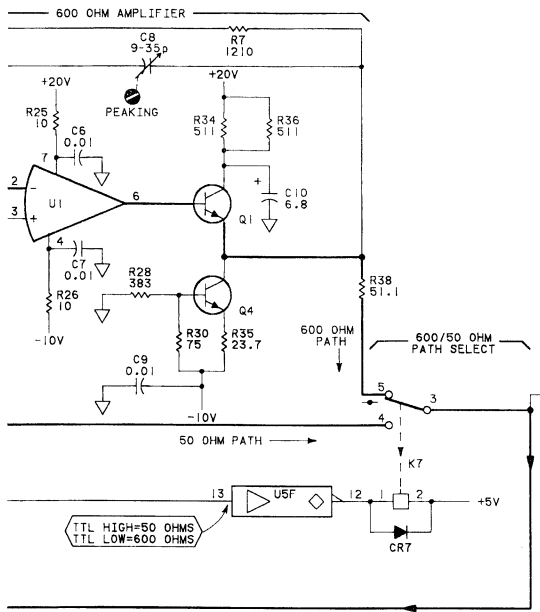 600 OHM AMPLIFIER
R7
1210
C8
9-35p
PEAKING
+20V
+20V
R25
10
C6
0.01
R34
511
R36
511
7
2
-
3
+
U1
6
4
+
C10
6.8
Q1
C7
0.01
R26
10
-10V
R28
383
Q4
R38
51.1
R30
75
R35
23.7
600 OHM
PATH
600/50 OHM
PATH SELECT
C9
0.01
-10V
5
3
4
50 OHM PATH
K7
13
U5F
12
1
2
+5V
TTL HIGH=50 OHMS
TTL LOW=600 OHMS
CR7